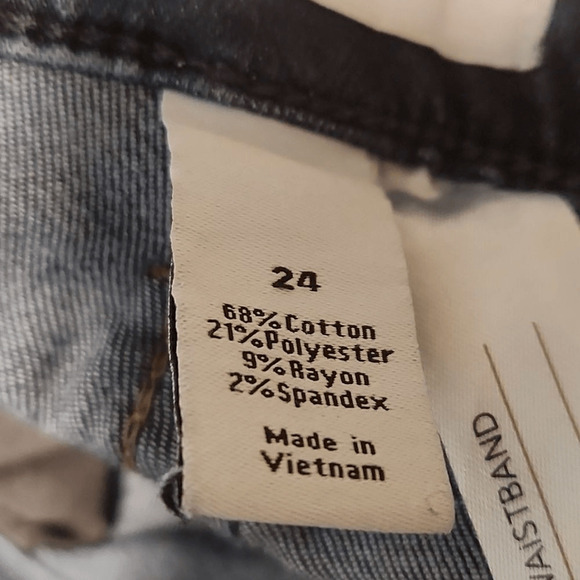 24
68%Cotton
21%Polyester
9%Rayon
2%Spandex
Made in
Vietnam
WAISTBAND